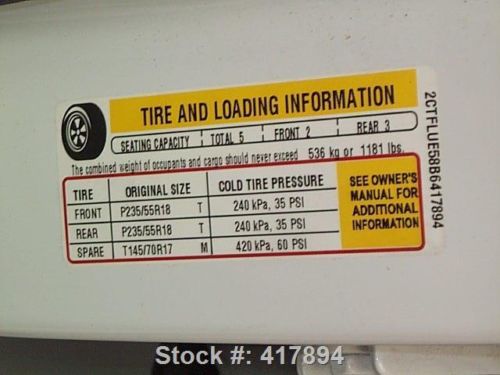 TIRE AND LOADING INFORMATION
SEATING CAPACITY TOTAL 5 FRONT 2 REAR 3
The combined weight of occupants and cargo should never exceed 536 kg or 1181 lbs.
TIRE ORIGINAL SIZE COLD TIRE PRESSURE
FRONT P235/55R18 T 240 kPa, 35 PSI
REAR P235/55R18 T 240 kPa, 35 PSI
SPARE T145/70R17 M 420 kPa, 60 PSI
SEE OWNER'S
MANUAL FOR
ADDITIONAL
INFORMATION
2CTFLUE58B6417894
Stock #: 417894